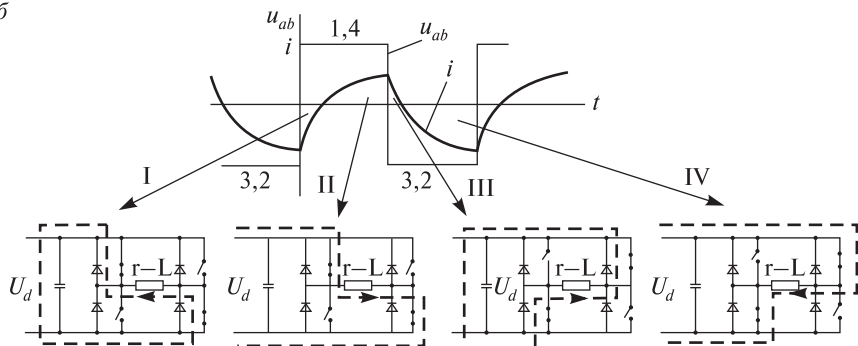 б
u_ab
i
1,4
u_ab
i
t
3,2
3,2
I
II
III
IV
U_d
r–L
U_d
r–L
U_d
r–L
U_d
r–L